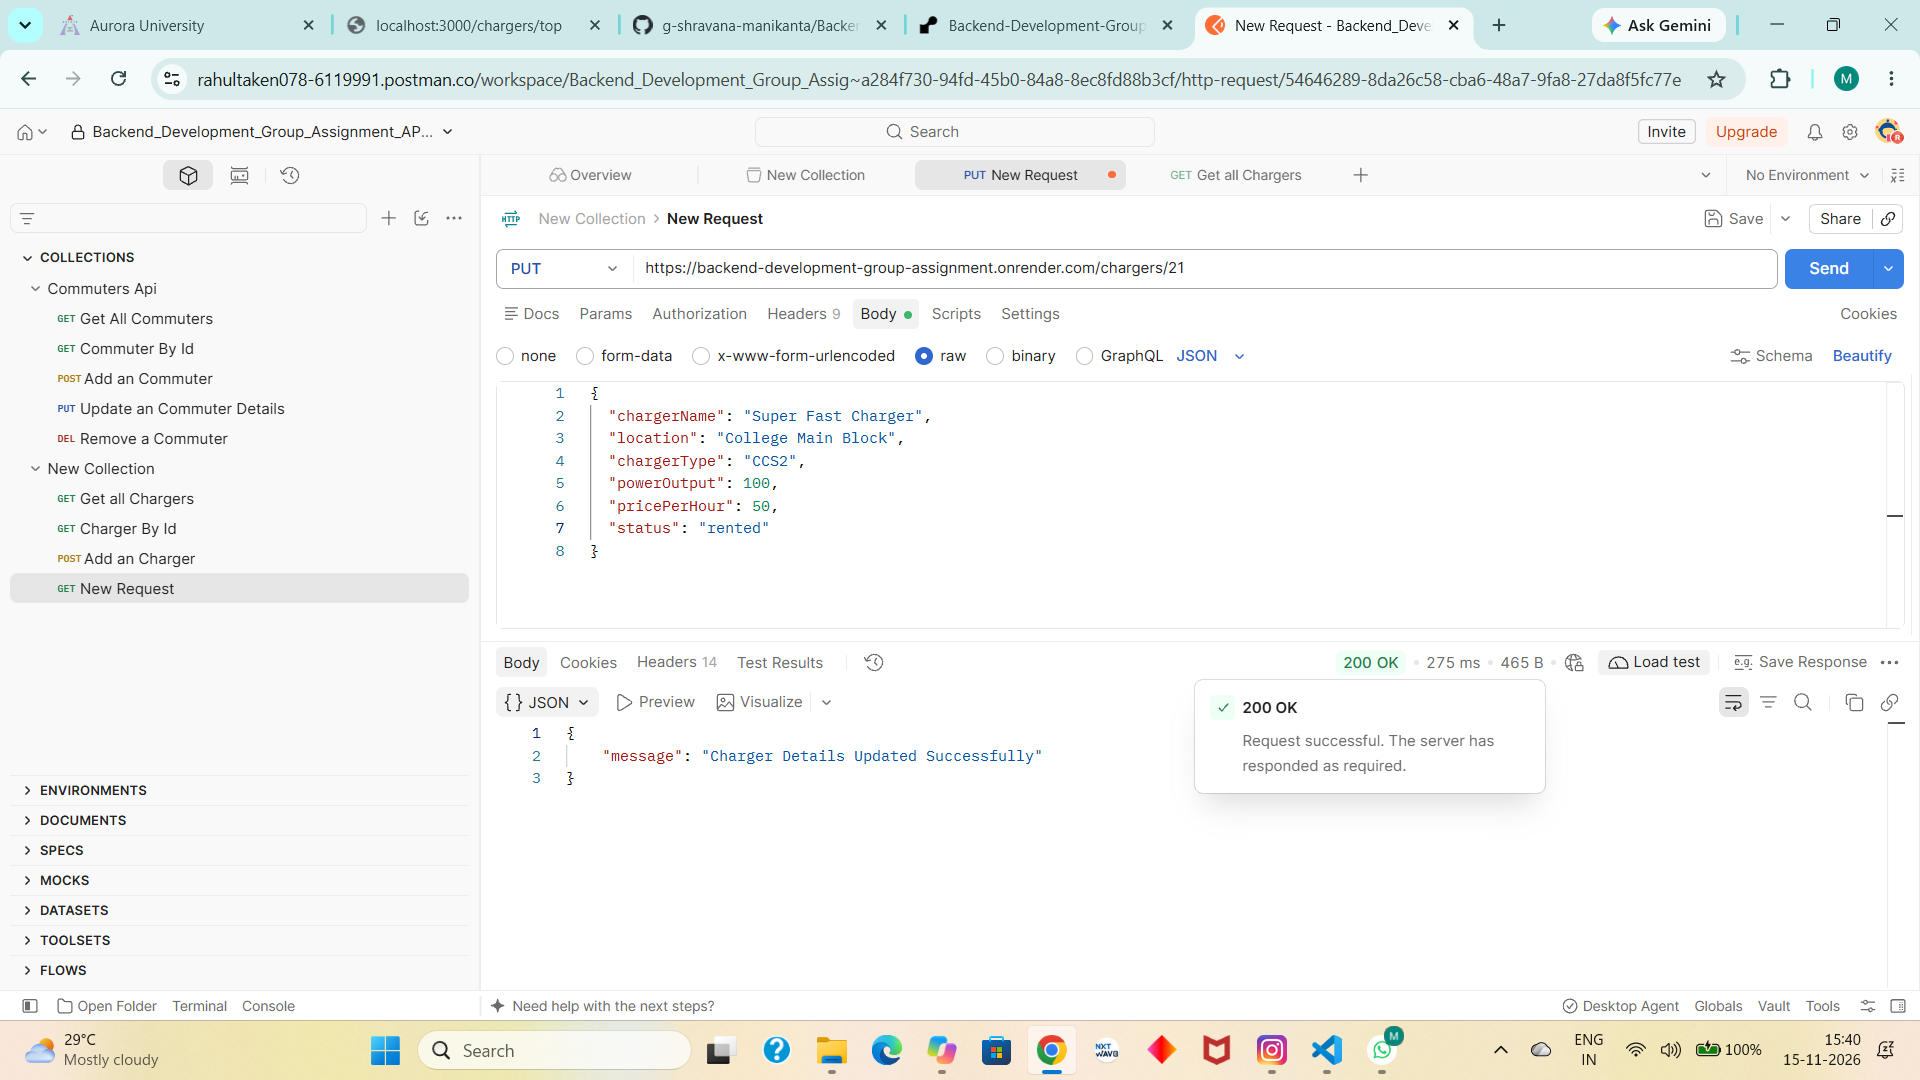 Aurora University
localhost:3000/chargers/top
g-shravana-manikanta/Backen
Backend-Development-Group
New Request - Backend_Deve
Ask Gemini
rahultaken078-6119991.postman.co/workspace/Backend_Development_Group_Assig~a284f730-94fd-45b0-84a8-8ec8fd88b3cf/http-request/54646289-8da26c58-cba6-48a7-9fa8-27da8f5fc77e
M
Backend_Development_Group_Assignment_AP...
Search
Invite
Upgrade
R
Overview
New Collection
PUT New Request
GET Get all Chargers
No Environment
COLLECTIONS
Commuters Api
GET Get All Commuters
GET Commuter By Id
POST Add an Commuter
PUT Update an Commuter Details
DEL Remove a Commuter
New Collection
GET Get all Chargers
GET Charger By Id
POST Add an Charger
GET New Request
ENVIRONMENTS
DOCUMENTS
SPECS
MOCKS
DATASETS
TOOLSETS
FLOWS
HTTP New Collection > New Request
Save
Share
PUT
https://backend-development-group-assignment.onrender.com/chargers/21
Send
Docs Params Authorization Headers 9 Body Scripts Settings
Cookies
none form-data x-www-form-urlencoded raw binary GraphQL JSON
Schema Beautify
1 {
2 "chargerName": "Super Fast Charger",
3 "location": "College Main Block",
4 "chargerType": "CCS2",
5 "powerOutput": 100,
6 "pricePerHour": 50,
7 "status": "rented"
8 }
Body Cookies Headers 14 Test Results
200 OK • 275 ms • 465 B
e.g.
Load test
Save Response
{} JSON Preview Visualize
1 {
2 "message": "Charger Details Updated Successfully"
3 }
200 OK
Request successful. The server has
responded as required.
Open Folder Terminal Console
Need help with the next steps?
Desktop Agent Globals Vault Tools
29°C
Mostly cloudy
Search
NXT
WAVE
M
ENG
IN
100%
15:40
15-11-2026